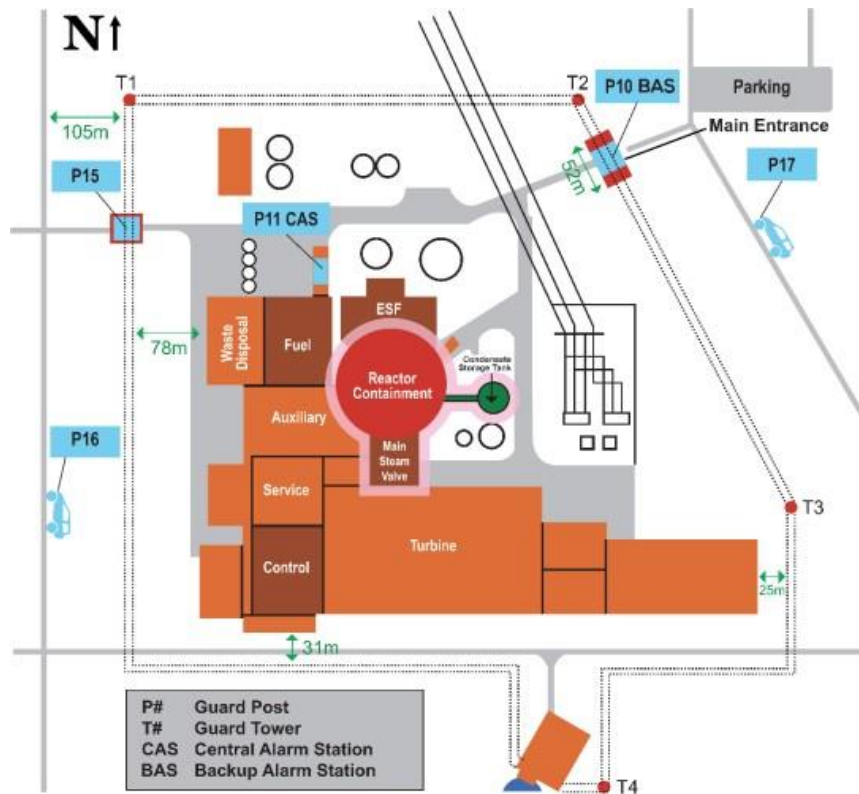 N
T1
T2
P10 BAS
Parking
105m
Main Entrance
52m
P15
P17
P11 CAS
ESF
78m
Waste
Disposal
Fuel
Condensate
Storage Tank
Reactor
Containment
Auxiliary
P16
Main
Steam
Valve
Service
T3
Turbine
Control
25m
31m
P# Guard Post
T# Guard Tower
CAS Central Alarm Station
BAS Backup Alarm Station
T4